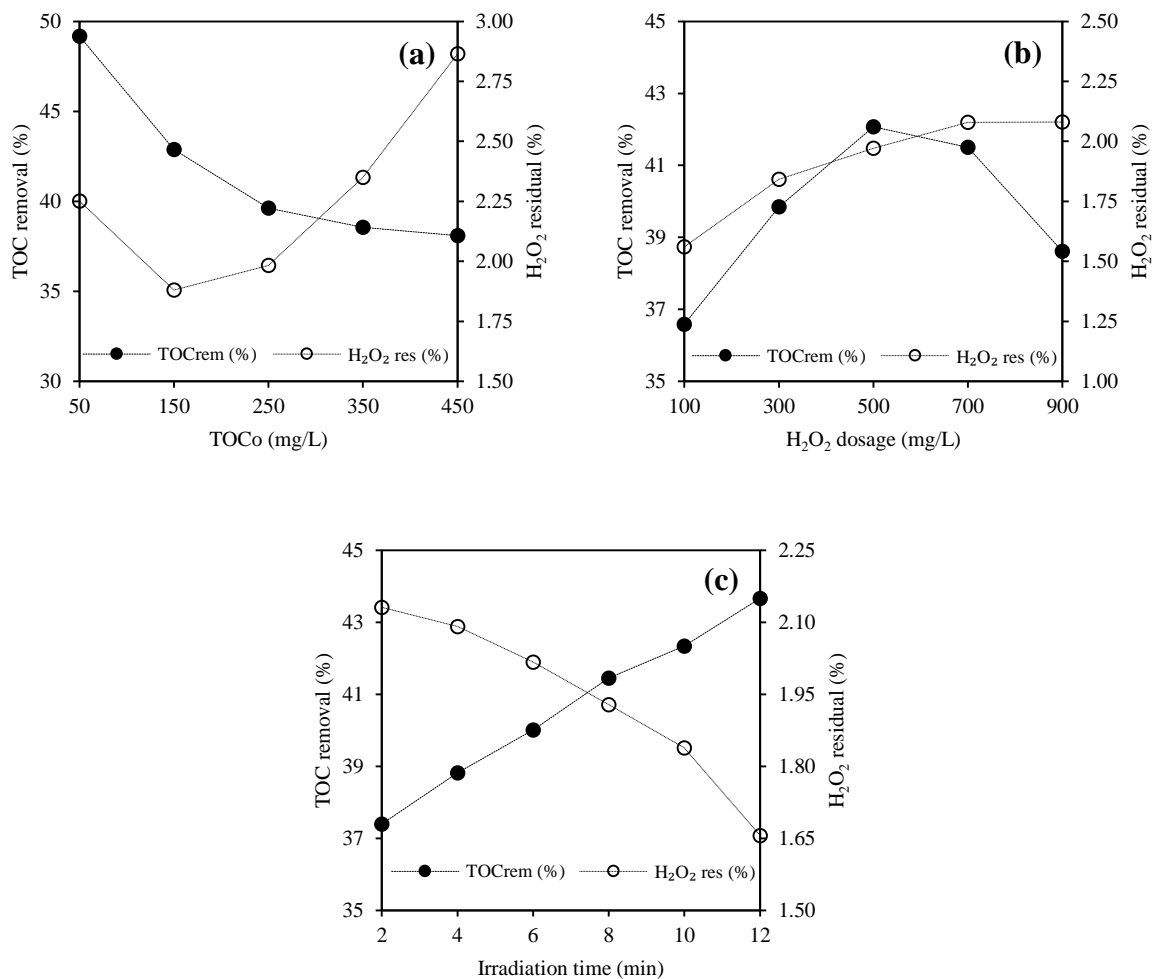 (a)
TOC removal (%)
50
45
40
35
30
3.00
2.75
2.50
2.25
2.00
1.75
1.50
H₂O₂ residual (%)
TOCrem (%) H₂O₂ res (%)
50 150 250 350 450
TOCo (mg/L)
(b)
TOC removal (%)
45
43
41
39
37
35
2.50
2.25
2.00
1.75
1.50
1.25
1.00
H₂O₂ residual (%)
TOCrem (%) H₂O₂ res (%)
100 300 500 700 900
H₂O₂ dosage (mg/L)
(c)
TOC removal (%)
45
43
41
39
37
35
2.25
2.10
1.95
1.80
1.65
1.50
H₂O₂ residual (%)
TOCrem (%) H₂O₂ res (%)
2 4 6 8 10 12
Irradiation time (min)